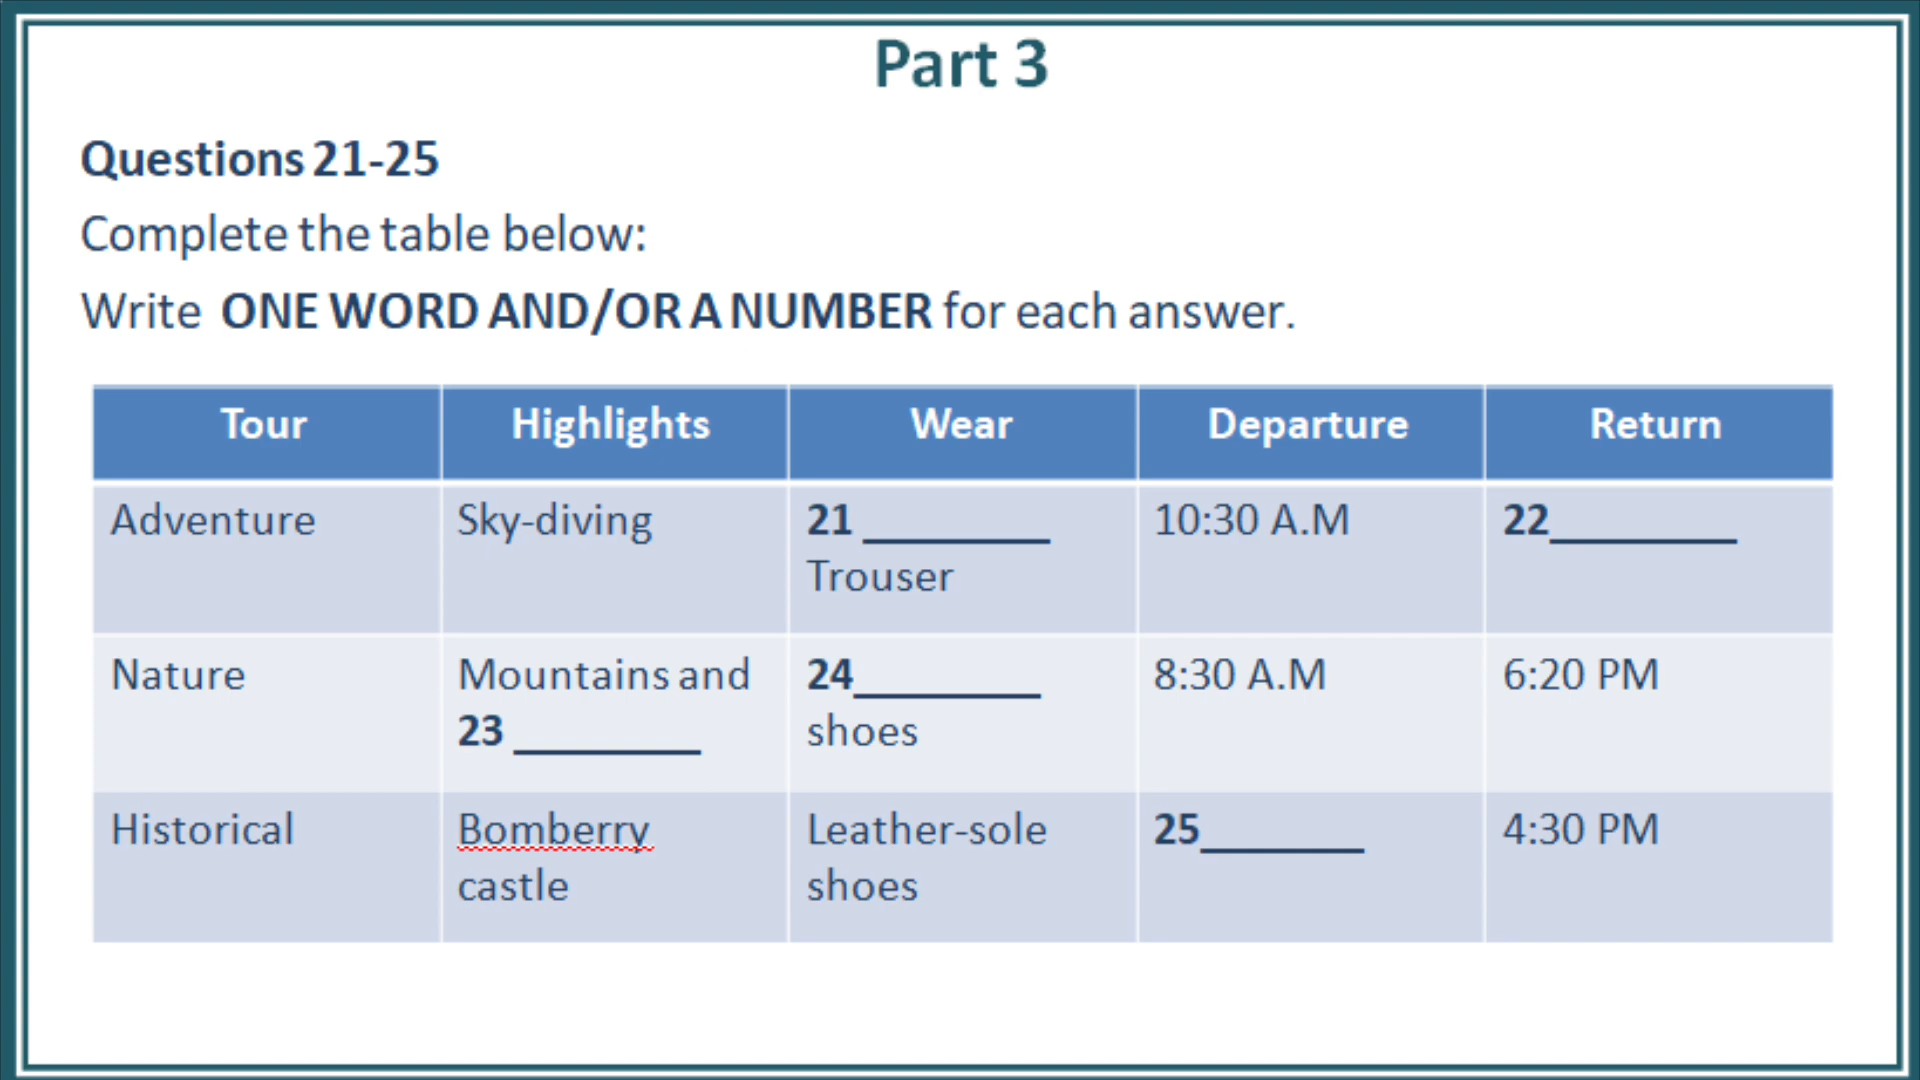 Part 3
Questions 21-25
Complete the table below:
Write ONE WORD AND/OR A NUMBER for each answer.
Tour Highlights Wear Departure Return
Adventure Sky-diving 21 ________ 10:30 A.M 22________
Trouser
Nature Mountains and 24________ 8:30 A.M 6:20 PM
23 ________ shoes
Historical Bomberry Leather-sole 25_______ 4:30 PM
castle shoes